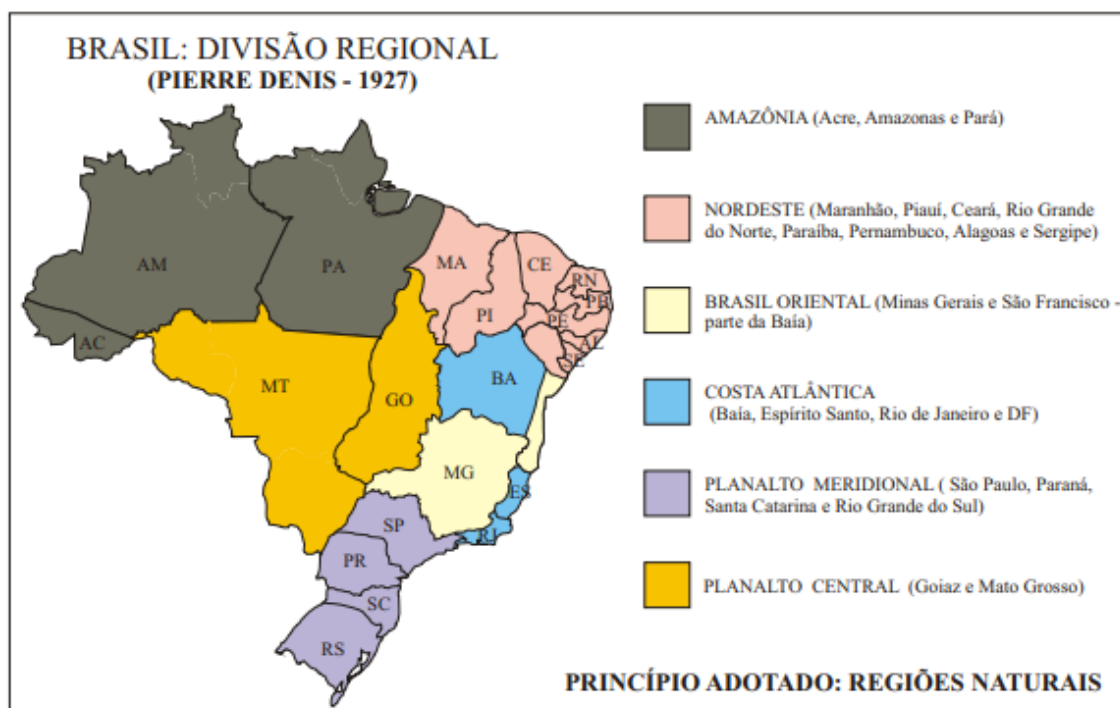 BRASIL: DIVISÃO REGIONAL
(PIERRE DENIS - 1927)
AMAZÔNIA (Acre, Amazonas e Pará)
NORDESTE (Maranhão, Piauí, Ceará, Rio Grande
do Norte, Paraíba, Pernambuco, Alagoas e Sergipe)
BRASIL ORIENTAL (Minas Gerais e São Francisco -
parte da Baía)
COSTA ATLÂNTICA
(Baía, Espírito Santo, Rio de Janeiro e DF)
PLANALTO MERIDIONAL ( São Paulo, Paraná,
Santa Catarina e Rio Grande do Sul)
PLANALTO CENTRAL (Goiaz e Mato Grosso)
AM
PA
MA
CE
RN
PB
PI
PE
AL
SE
AC
BA
MT
GO
MG
ES
SP
RJ
PR
SC
RS
PRINCÍPIO ADOTADO: REGIÕES NATURAIS